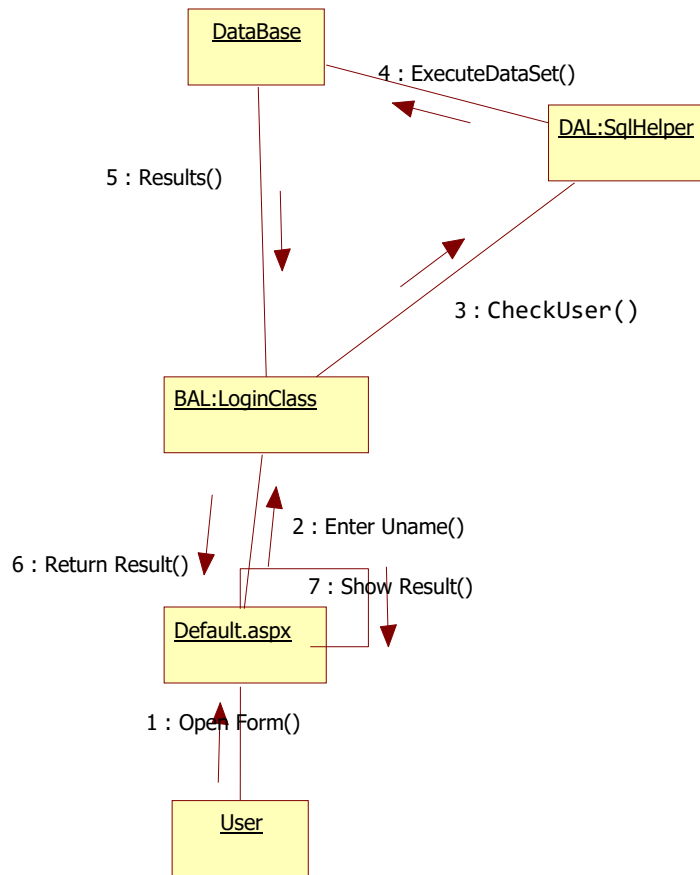 DataBase
4 : ExecuteDataSet()
DAL:SqlHelper
5 : Results()
3 : CheckUser()
BAL:LoginClass
2 : Enter Uname()
6 : Return Result()
7 : Show Result()
Default.aspx
1 : Open Form()
User